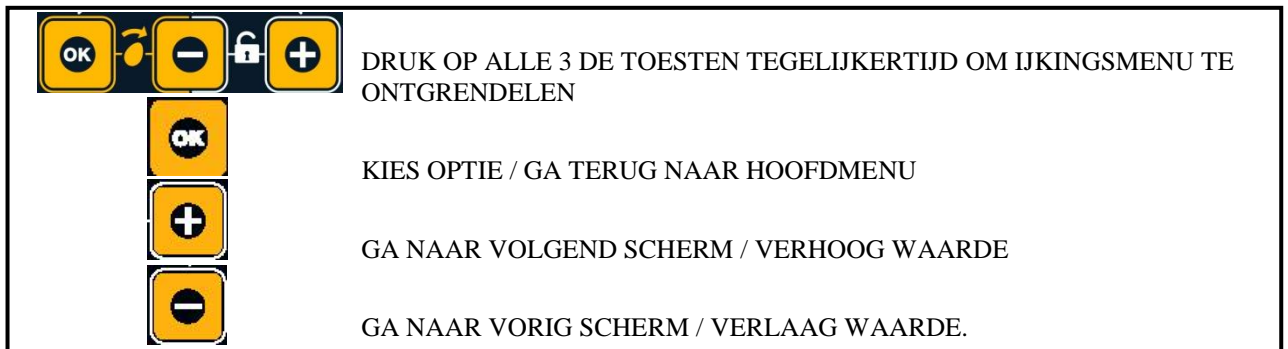 OK
DRUK OP ALLE 3 DE TOESTEN TEGELIJKERTIJD OM IJKINGSMENU TE
ONTGRENDELEN
OK
KIES OPTIE / GA TERUG NAAR HOOFDMENU
GA NAAR VOLGEND SCHERM / VERHOOG WAARDE
GA NAAR VORIG SCHERM / VERLAAG WAARDE.